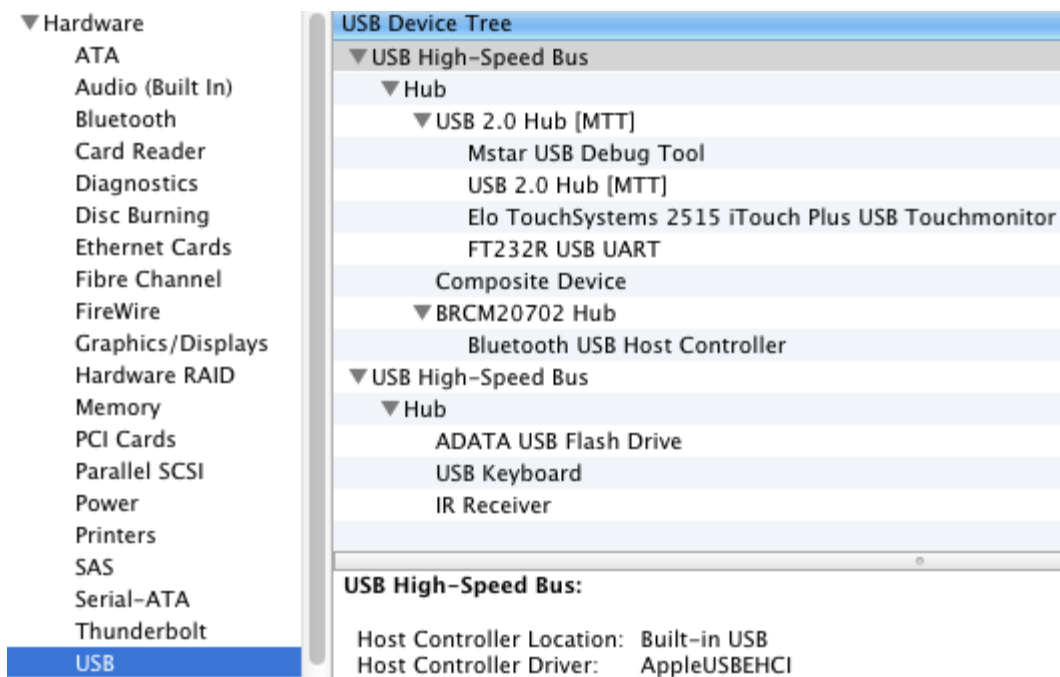 Hardware
ATA
Audio (Built In)
Bluetooth
Card Reader
Diagnostics
Disc Burning
Ethernet Cards
Fibre Channel
FireWire
Graphics/Displays
Hardware RAID
Memory
PCI Cards
Parallel SCSI
Power
Printers
SAS
Serial-ATA
Thunderbolt
USB
USB Device Tree
USB High-Speed Bus
Hub
USB 2.0 Hub [MTT]
Mstar USB Debug Tool
USB 2.0 Hub [MTT]
Elo TouchSystems 2515 iTouch Plus USB Touchmonitor
FT232R USB UART
Composite Device
BRCM20702 Hub
Bluetooth USB Host Controller
USB High-Speed Bus
Hub
ADATA USB Flash Drive
USB Keyboard
IR Receiver
USB High-Speed Bus:
Host Controller Location: Built-in USB
Host Controller Driver: AppleUSBEHCI